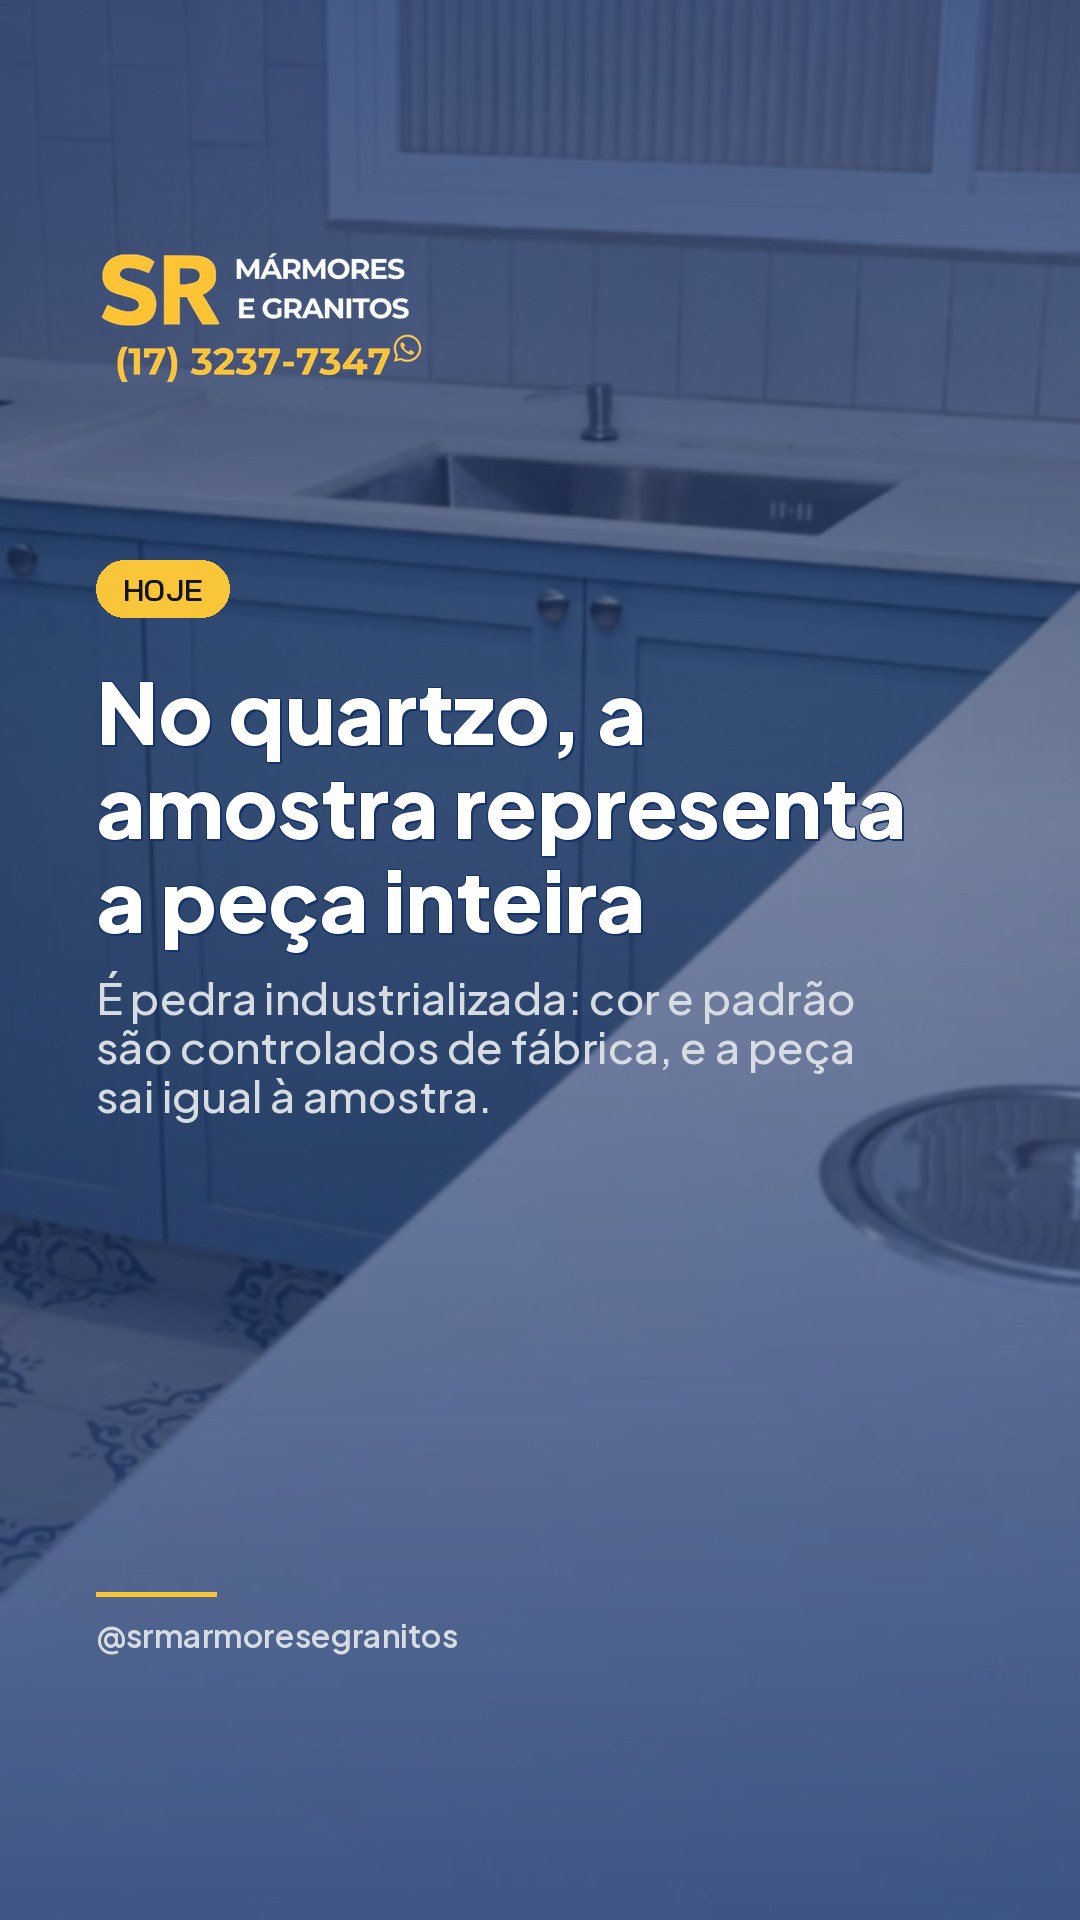 SR MÁRMORES
E GRANITOS
(17) 3237-7347
HOJE
No quartzo, a
amostra representa
a peça inteira
É pedra industrializada: cor e padrão
são controlados de fábrica, e a peça
sai igual à amostra.
@srmarmoresegranitos